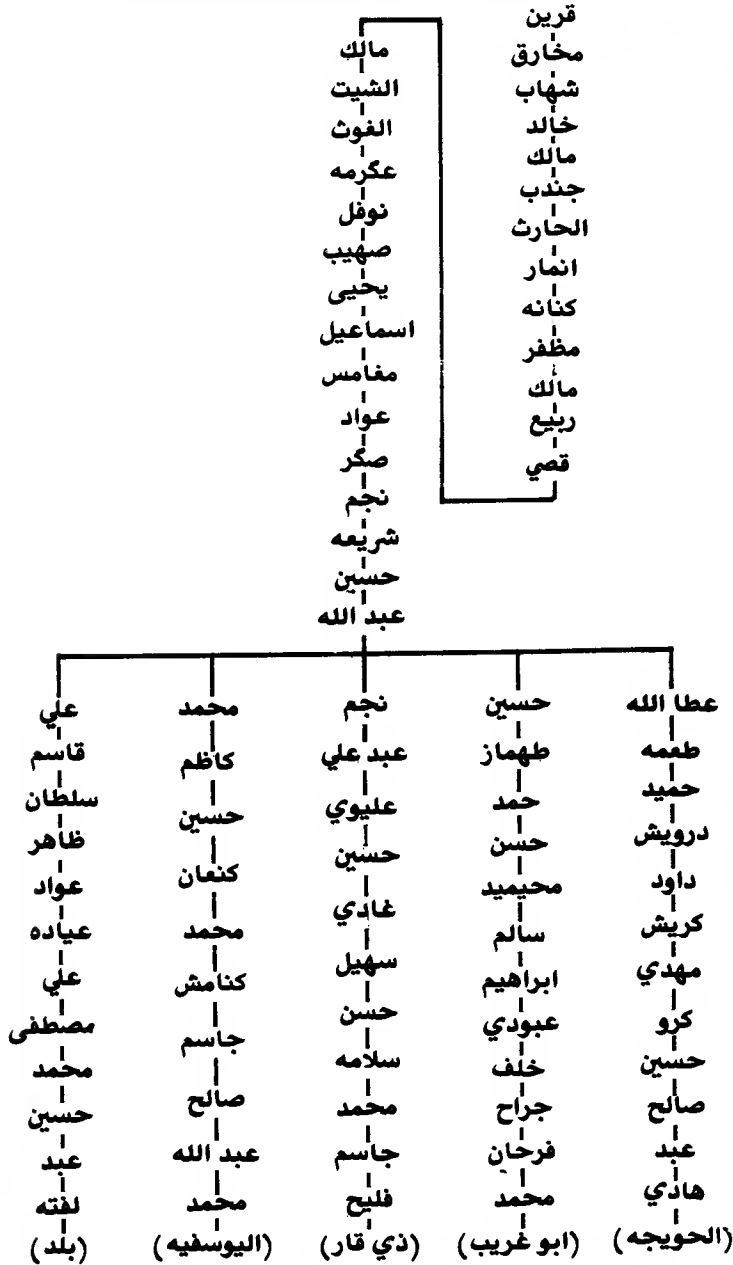 قرين
مخارق
شهاب
خالد
مالك
جندب
الحارث
انمار
كنانه
مظفر
مالك
ربيع
قصي
مالك
الشيت
الغوث
عگرمه
نوفل
صهيب
يحيى
اسماعيل
مغامس
عواد
صگر
نجم
شريعه
حسين
عبد الله
عطا الله
طعمه
حميد
درويش
داود
كريش
مهدي
كرو
حسين
صالح
عبد
هادي
(الحويجه)
حسين
طهماز
حمد
حسن
محيميد
سالم
ابراهيم
عبودي
خلف
جراح
فرحان
محمد
(ابو غريب)
نجم
عبد علي
عليوي
حسين
غادي
سهيل
حسن
سلامه
محمد
جاسم
فليح
(ذي قار)
محمد
كاظم
حسين
كنعان
محمد
كنامش
جاسم
صالح
عبد الله
محمد
(اليوسفيه)
علي
قاسم
سلطان
ظاهر
عواد
عياده
علي
مصطفى
محمد
حسين
عبد
لفته
(بلد)